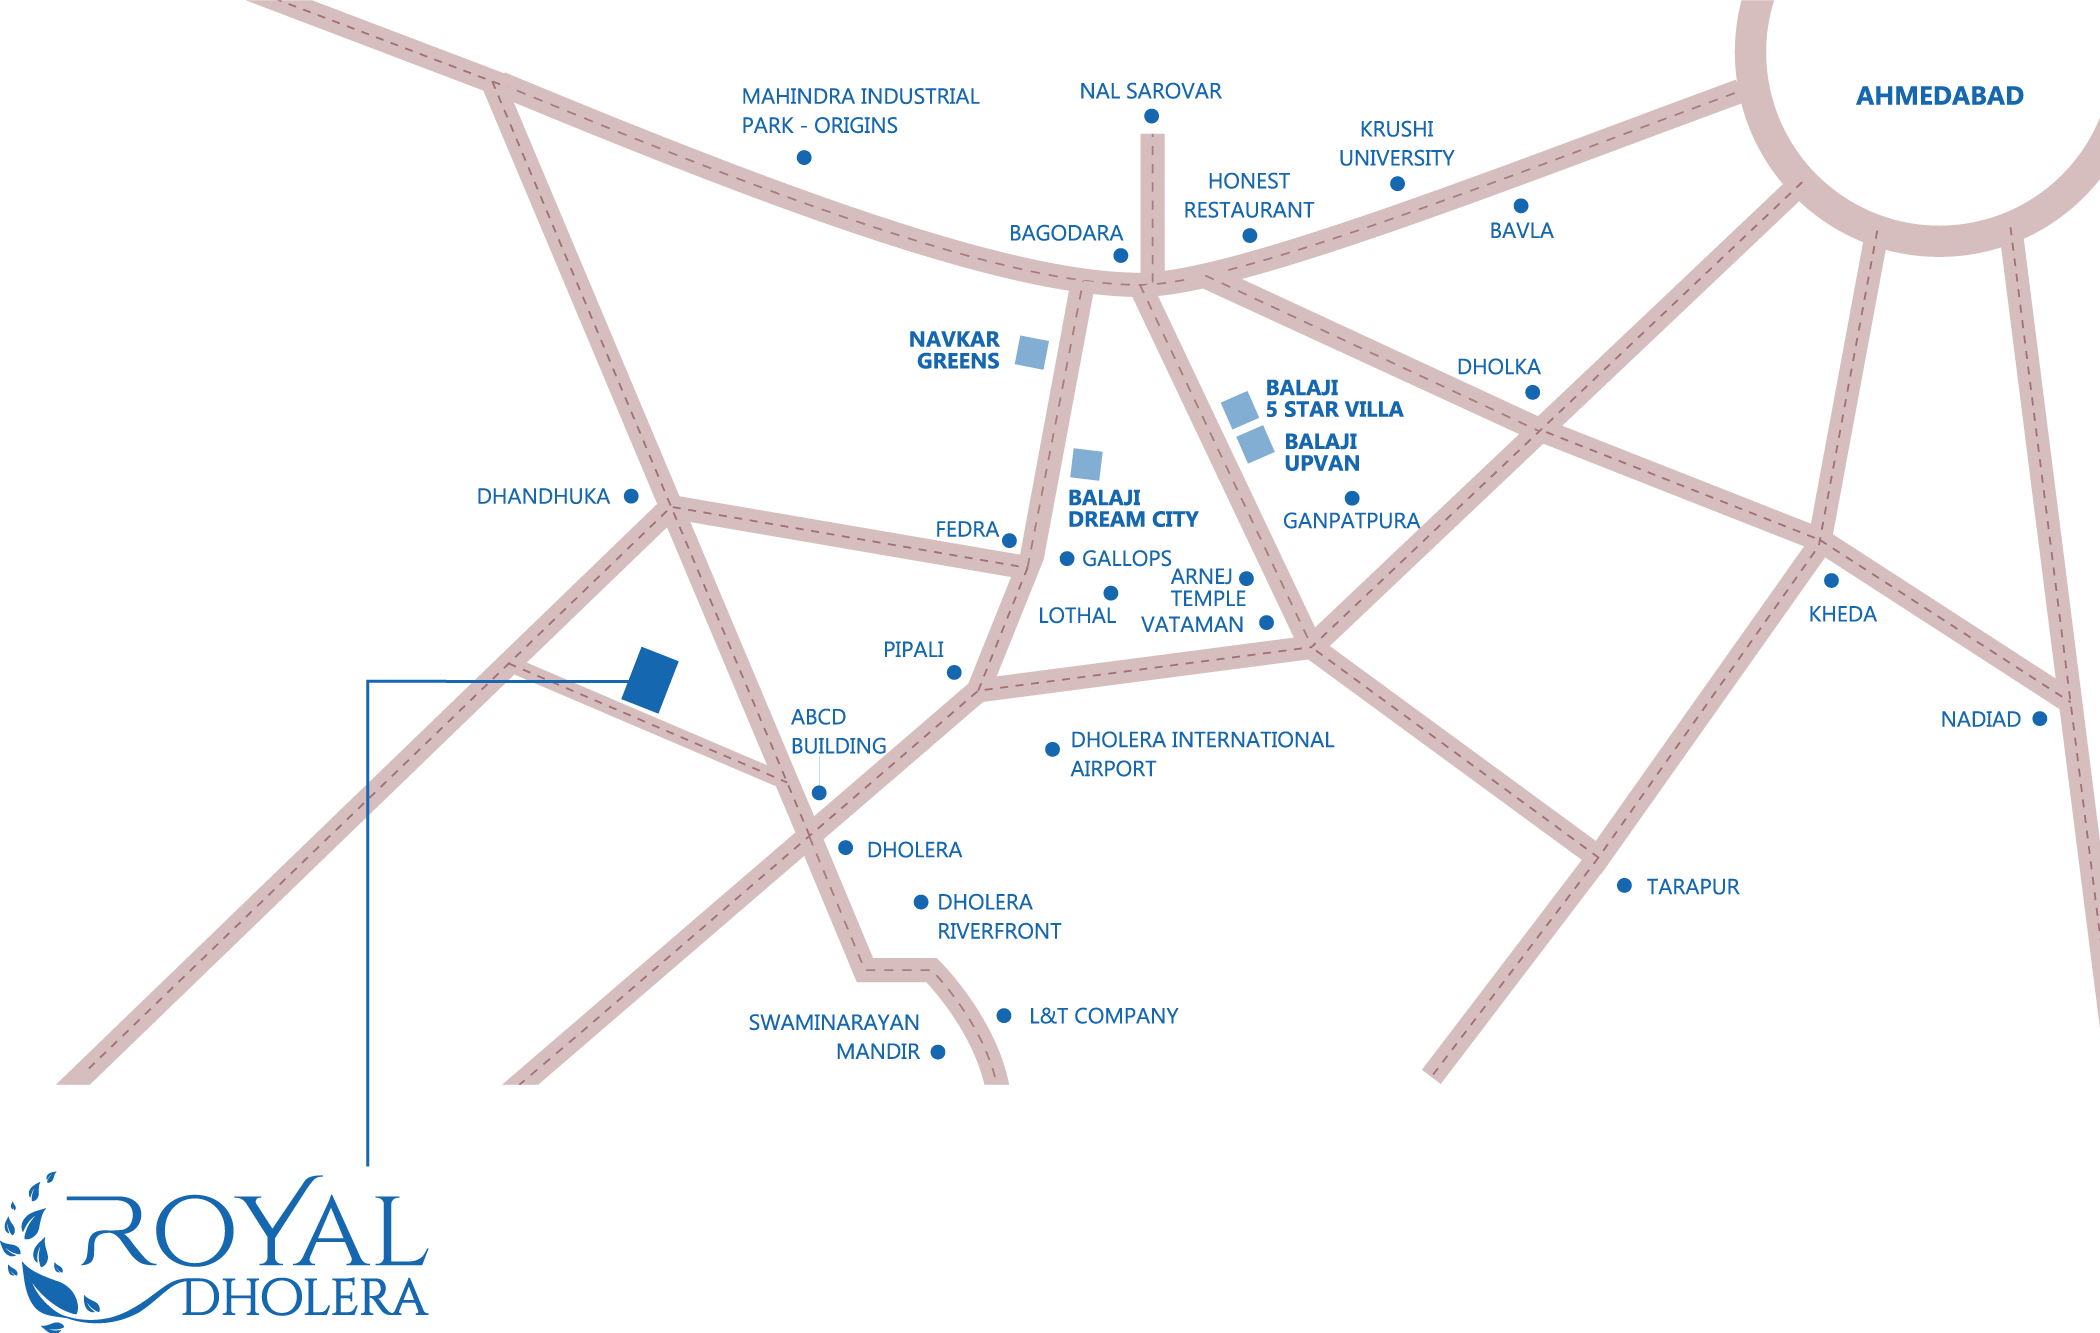 MAHINDRA INDUSTRIAL
PARK - ORIGINS
NAL SAROVAR
AHMEDABAD
KRUSHI
UNIVERSITY
HONEST
RESTAURANT
BAVLA
BAGODARA
NAVKAR
GREENS
DHOLKA
BALAJI
5 STAR VILLA
BALAJI
UPVAN
DHANDHUKA
BALAJI
DREAM CITY
GANPATPURA
FEDRA
GALLOPS
ARNEJ
TEMPLE
LOTHAL
VATAMAN
KHEDA
PIPALI
NADIAD
ABCD
BUILDING
DHOLERA INTERNATIONAL
AIRPORT
DHOLERA
TARAPUR
DHOLERA
RIVERFRONT
SWAMINARAYAN
MANDIR
L&T COMPANY
ROYAL
DHOLERA